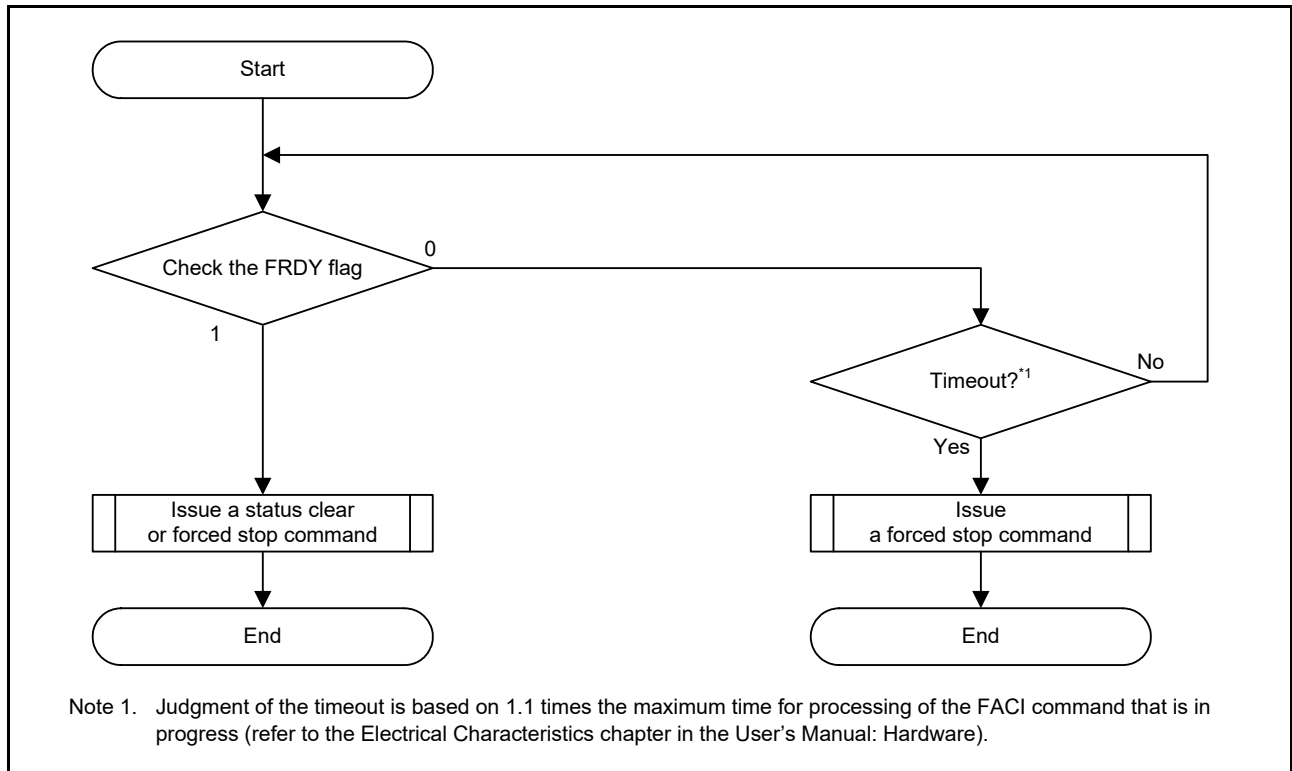 Start
Check the FRDY flag
0
1
Timeout?*1
No
Yes
Issue a status clear
or forced stop command
Issue
a forced stop command
End
End
Note 1. Judgment of the timeout is based on 1.1 times the maximum time for processing of the FACI command that is in
progress (refer to the Electrical Characteristics chapter in the User's Manual: Hardware).